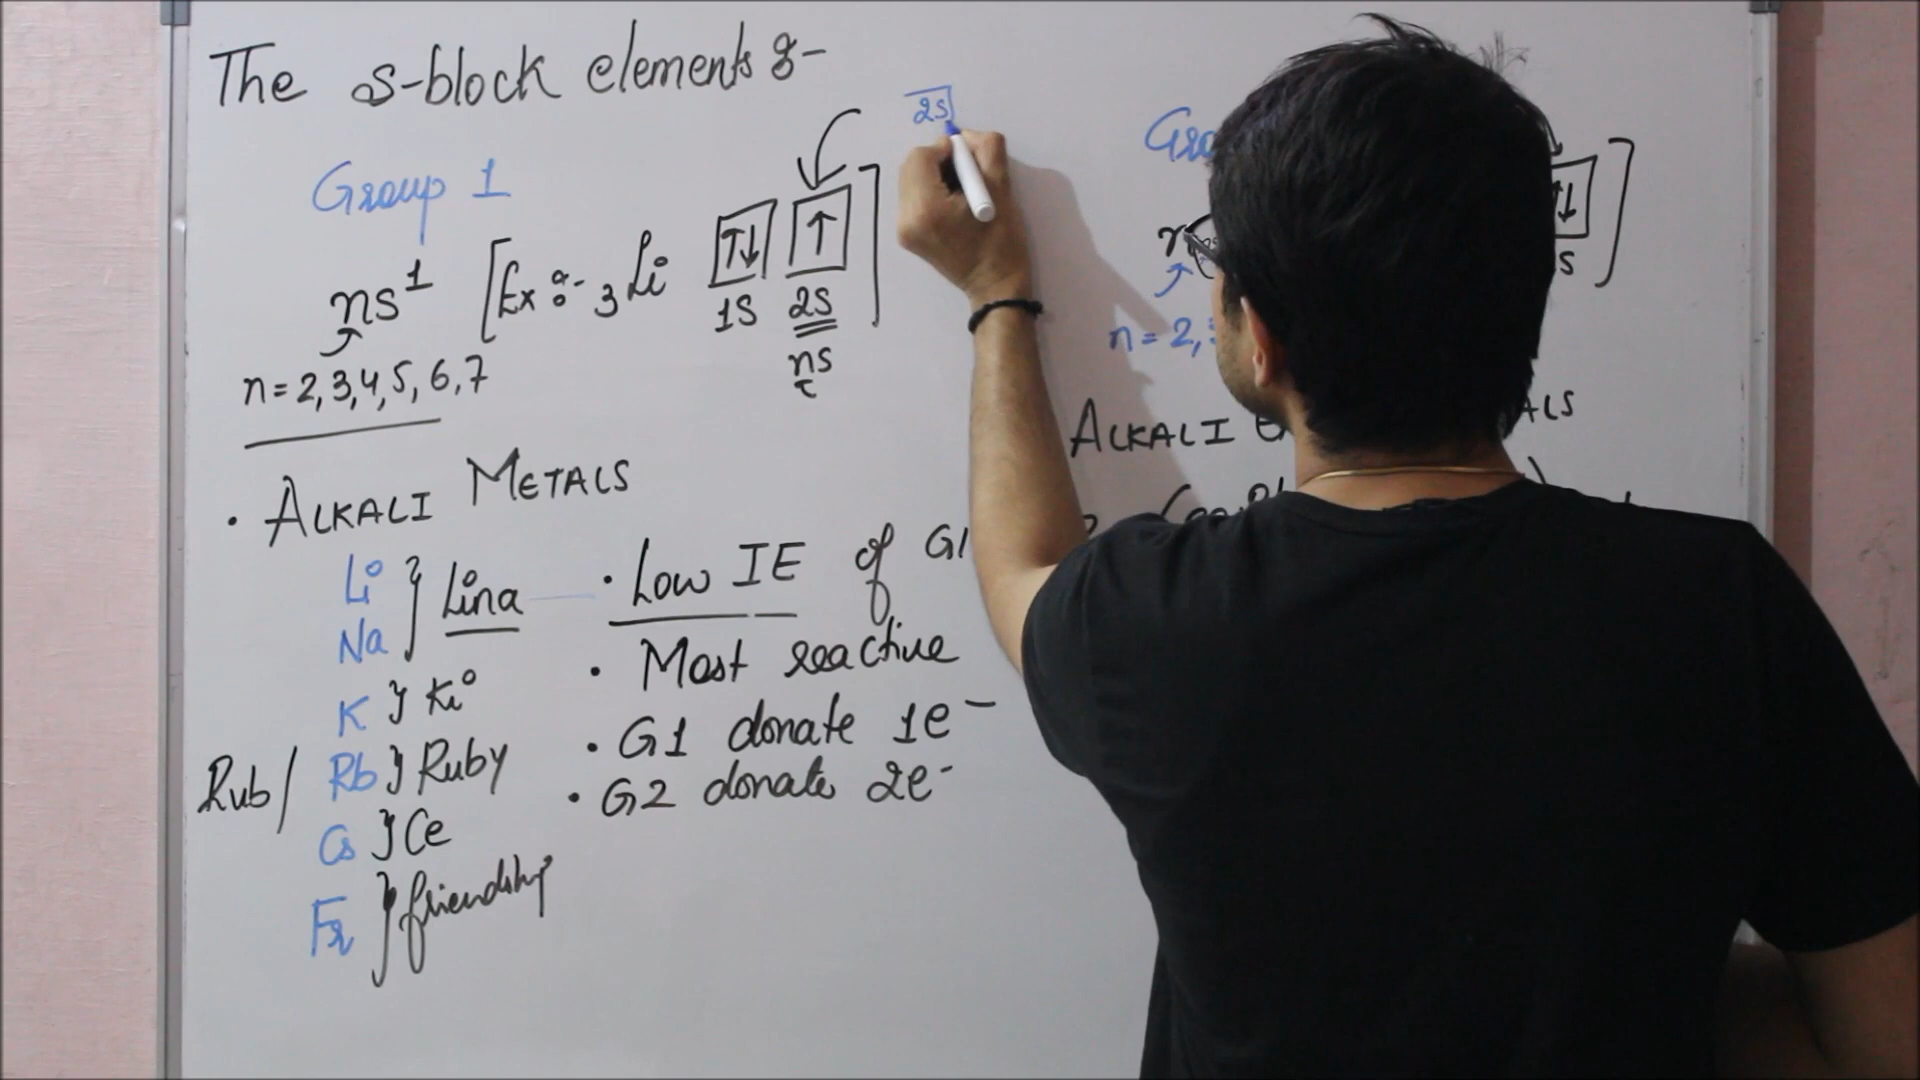 The s-block elements :-
2s
Group 1
ns¹ [Ex :- ₃Li ↑↓ ↑ ]
1s 2s
ns
n = 2,3,4,5,6,7
n = 2,
• ALKALI METALS
ALKALI
Li
Na } Lina
K } Ki
Rub/ Rb } Ruby
Cs } Ce
Fr } friendship
• Low IE of G1
• Most reactive
• G1 donate 1e⁻
• G2 donate 2e⁻